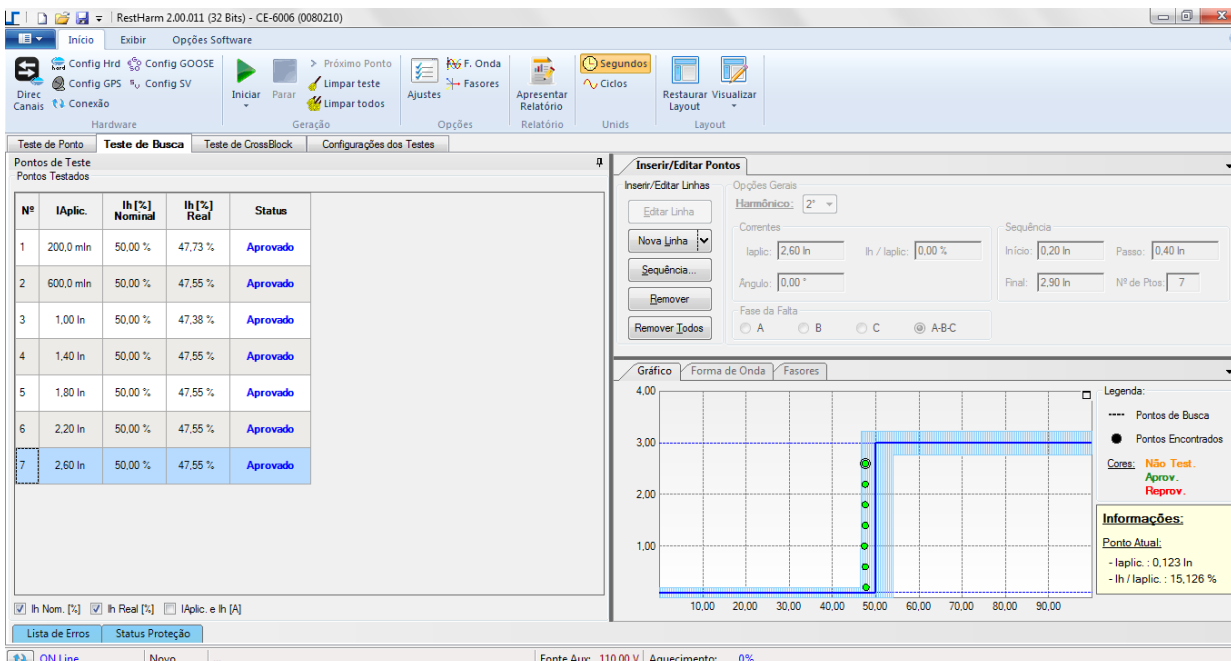 RestHarm 2.00.011 (32 Bits) - CE-6006 (0080210)
Início Exibir Opções Software
Direc Canais
Config Hrd Config GOOSE
Config GPS Config SV
Conexão
Hardware
Iniciar Parar
Próximo Ponto
Limpar teste
Limpar todos
Geração
Ajustes
F. Onda
Fasores
Opções
Apresentar Relatório
Relatório
Segundos
Ciclos
Unids
Restaurar Layout
Visualizar
Layout
Teste de Ponto Teste de Busca Teste de CrossBlock Configurações dos Testes
Pontos de Teste
Pontos Testados
Nº IAplic. Ih [%] Nominal Ih [%] Real Status
1 200,0 mIn 50,00 % 47,73 % Aprovado
2 600,0 mIn 50,00 % 47,55 % Aprovado
3 1,00 In 50,00 % 47,38 % Aprovado
4 1,40 In 50,00 % 47,55 % Aprovado
5 1,80 In 50,00 % 47,55 % Aprovado
6 2,20 In 50,00 % 47,55 % Aprovado
7 2,60 In 50,00 % 47,55 % Aprovado
Ih Nom. [%] Ih Real [%] IAplic. e Ih [A]
Lista de Erros Status Proteção
Inserir/Editar Pontos
Inserir/Editar Linhas
Editar Linha
Nova Linha
Sequência...
Remover
Remover Todos
Opções Gerais
Harmônico: 2°
Correntes
Iaplic: 2,60 In Ih / Iaplic: 0,00 %
Ângulo: 0,00 °
Sequência
Início: 0,20 In Passo: 0,40 In
Final: 2,90 In Nº de Ptos: 7
Fase da Falta
A B C A-B-C
Gráfico Forma de Onda Fasores
4,00
3,00
2,00
1,00
10,00 20,00 30,00 40,00 50,00 60,00 70,00 80,00 90,00
Legenda:
Pontos de Busca
Pontos Encontrados
Cores: Não Test.
Aprov.
Reprov.
Informações:
Ponto Atual:
- Iaplic. : 0,123 In
- Ih / Iaplic. : 15,126 %
ON Line Novo ... Fonte Aux: 110,00 V Aquecimento: 0%